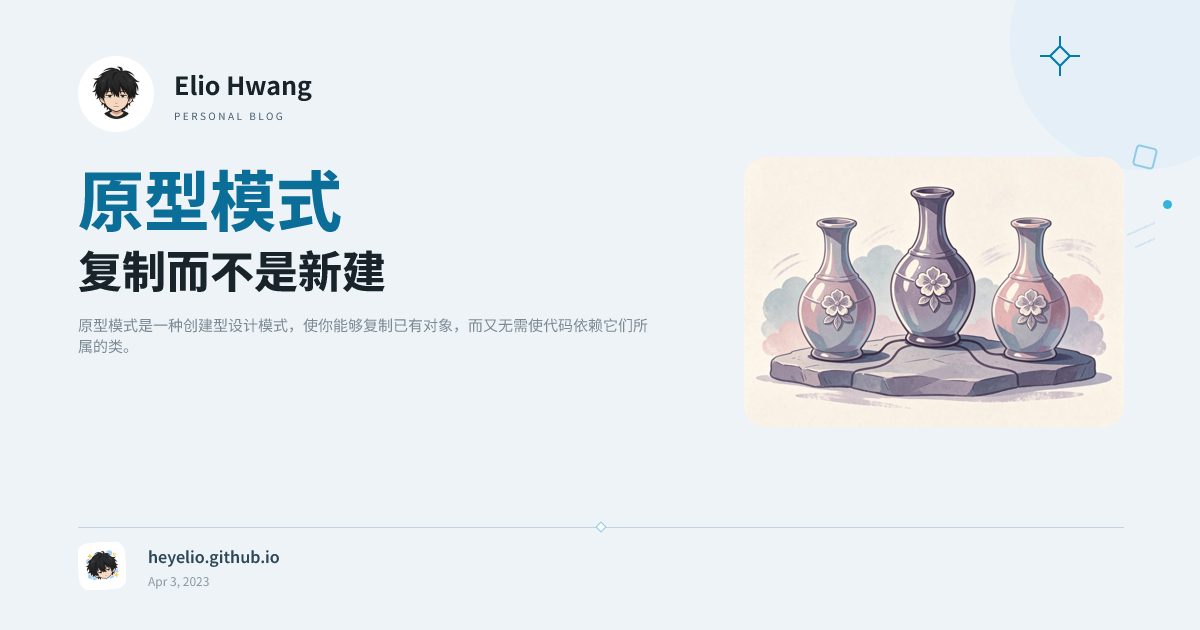 Elio Hwang
PERSONAL BLOG
原型模式
复制而不是新建
原型模式是一种创建型设计模式，使你能够复制已有对象，而又无需使代码依赖它们所
属的类。
heyelio.github.io
Apr 3, 2023